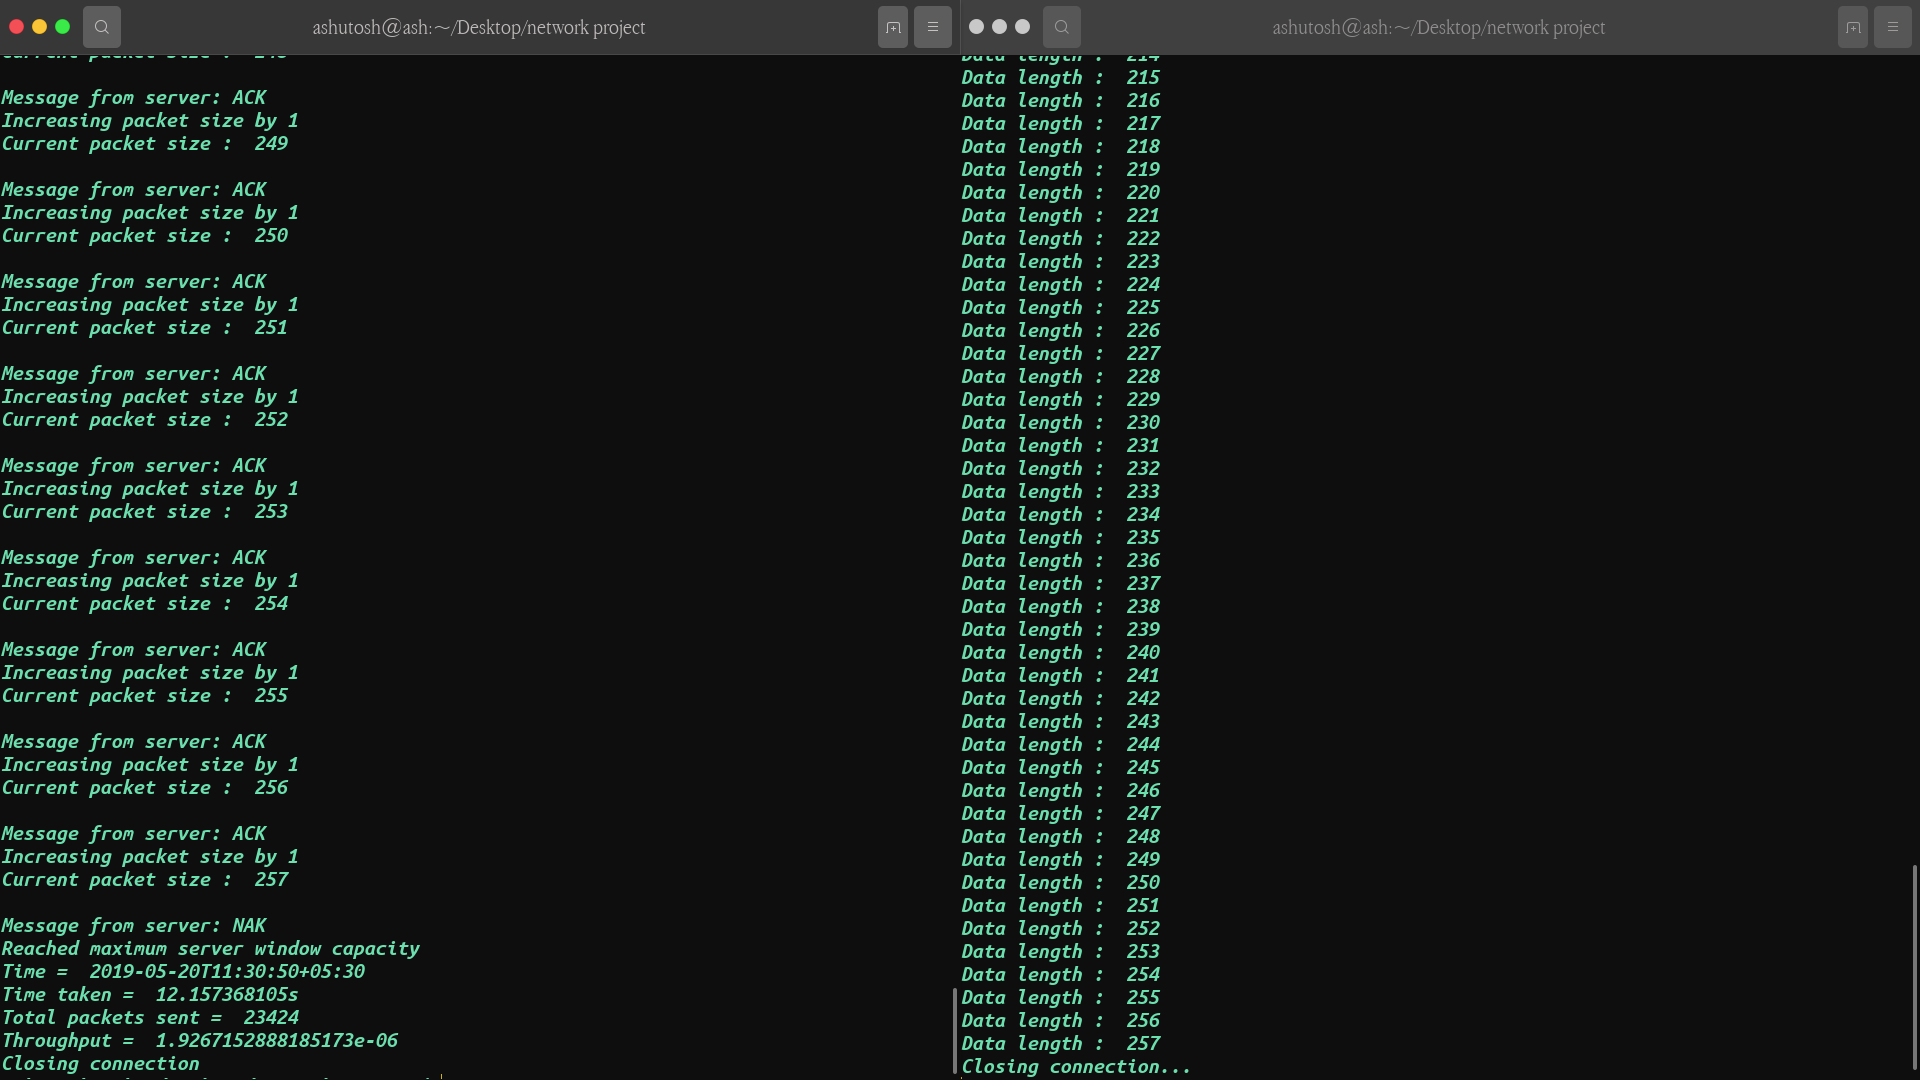 ashutosh@ash:~/Desktop/network project
Current packet size :  248
Message from server: ACK
Increasing packet size by 1
Current packet size :  249
Message from server: ACK
Increasing packet size by 1
Current packet size :  250
Message from server: ACK
Increasing packet size by 1
Current packet size :  251
Message from server: ACK
Increasing packet size by 1
Current packet size :  252
Message from server: ACK
Increasing packet size by 1
Current packet size :  253
Message from server: ACK
Increasing packet size by 1
Current packet size :  254
Message from server: ACK
Increasing packet size by 1
Current packet size :  255
Message from server: ACK
Increasing packet size by 1
Current packet size :  256
Message from server: ACK
Increasing packet size by 1
Current packet size :  257
Message from server: NAK
Reached maximum server window capacity
Time =  2019-05-20T11:30:50+05:30
Time taken =  12.157368105s
Total packets sent =  23424
Throughput =  1.9267152888185173e-06
Closing connection
ashutosh@ash:~/Desktop/network project
Data length :  214
Data length :  215
Data length :  216
Data length :  217
Data length :  218
Data length :  219
Data length :  220
Data length :  221
Data length :  222
Data length :  223
Data length :  224
Data length :  225
Data length :  226
Data length :  227
Data length :  228
Data length :  229
Data length :  230
Data length :  231
Data length :  232
Data length :  233
Data length :  234
Data length :  235
Data length :  236
Data length :  237
Data length :  238
Data length :  239
Data length :  240
Data length :  241
Data length :  242
Data length :  243
Data length :  244
Data length :  245
Data length :  246
Data length :  247
Data length :  248
Data length :  249
Data length :  250
Data length :  251
Data length :  252
Data length :  253
Data length :  254
Data length :  255
Data length :  256
Data length :  257
Closing connection...